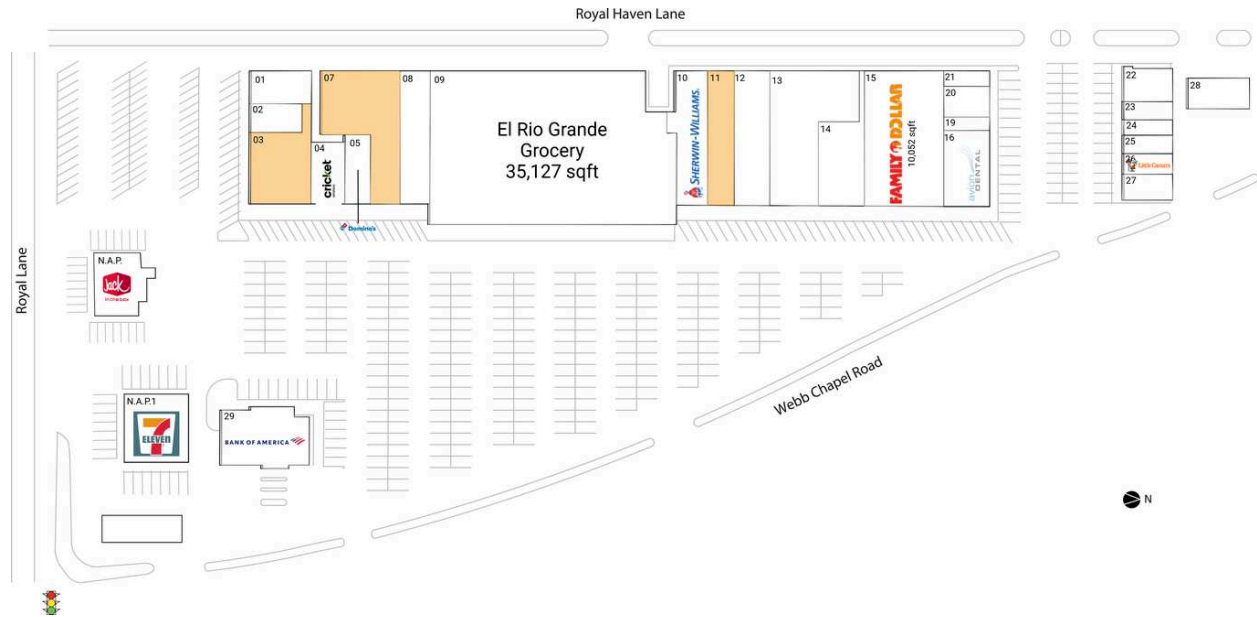 Royal Haven Lane
Royal Lane
01
02
03
04
cricket
05
Domino's
07
08
09
El Rio Grande
Grocery
35,127 sqft
10
SHERWIN-WILLIAMS.
11
12
13
14
15
FAMILY DOLLAR
10,052 sqft
21
20
19
16
avion
DENTAL
22
23
24
25
26
Little Caesars
27
28
N.A.P.
Jack
in the box
N.A.P.1
7
ELEVEN
29
BANK OF AMERICA
Webb Chapel Road
N